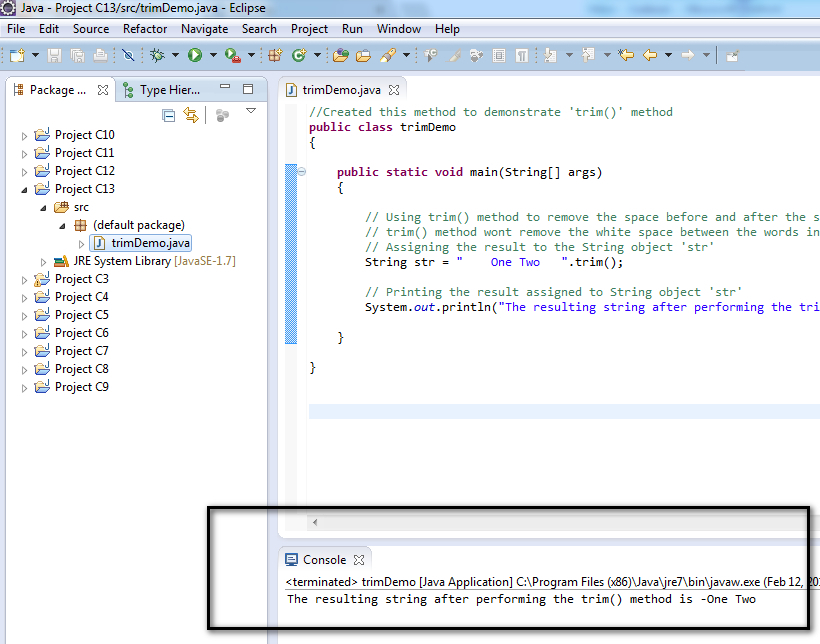 Java - Project C13/src/trimDemo.java - Eclipse
File Edit Source Refactor Navigate Search Project Run Window Help
Package ... Type Hier...
Project C10
Project C11
Project C12
Project C13
src
(default package)
trimDemo.java
JRE System Library [JavaSE-1.7]
Project C3
Project C4
Project C5
Project C6
Project C7
Project C8
Project C9
trimDemo.java
//Created this method to demonstrate 'trim()' method
public class trimDemo
{
public static void main(String[] args)
{
// Using trim() method to remove the space before and after the s
// trim() method wont remove the white space between the words in
// Assigning the result to the String object 'str'
String str = "    One Two   ".trim();
// Printing the result assigned to String object 'str'
System.out.println("The resulting string after performing the tri
}
}
Console
<terminated> trimDemo [Java Application] C:\Program Files (x86)\Java\jre7\bin\javaw.exe (Feb 12, 20
The resulting string after performing the trim() method is -One Two